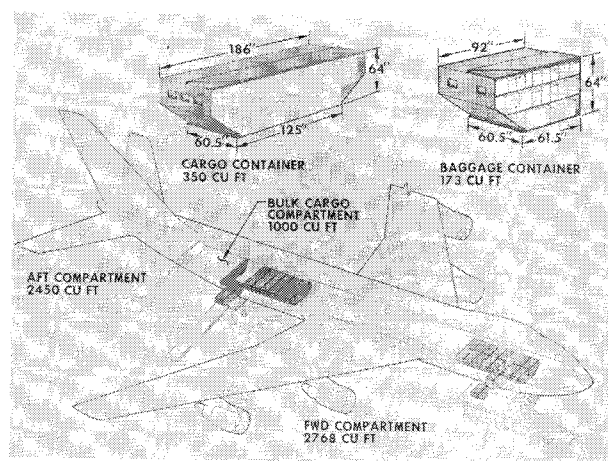 186"
64"
125"
60.5"
CARGO CONTAINER
350 CU FT
92"
64"
60.5"
61.5"
BAGGAGE CONTAINER
173 CU FT
BULK CARGO
COMPARTMENT
1000 CU FT
AFT COMPARTMENT
2450 CU FT
FWD COMPARTMENT
2768 CU FT